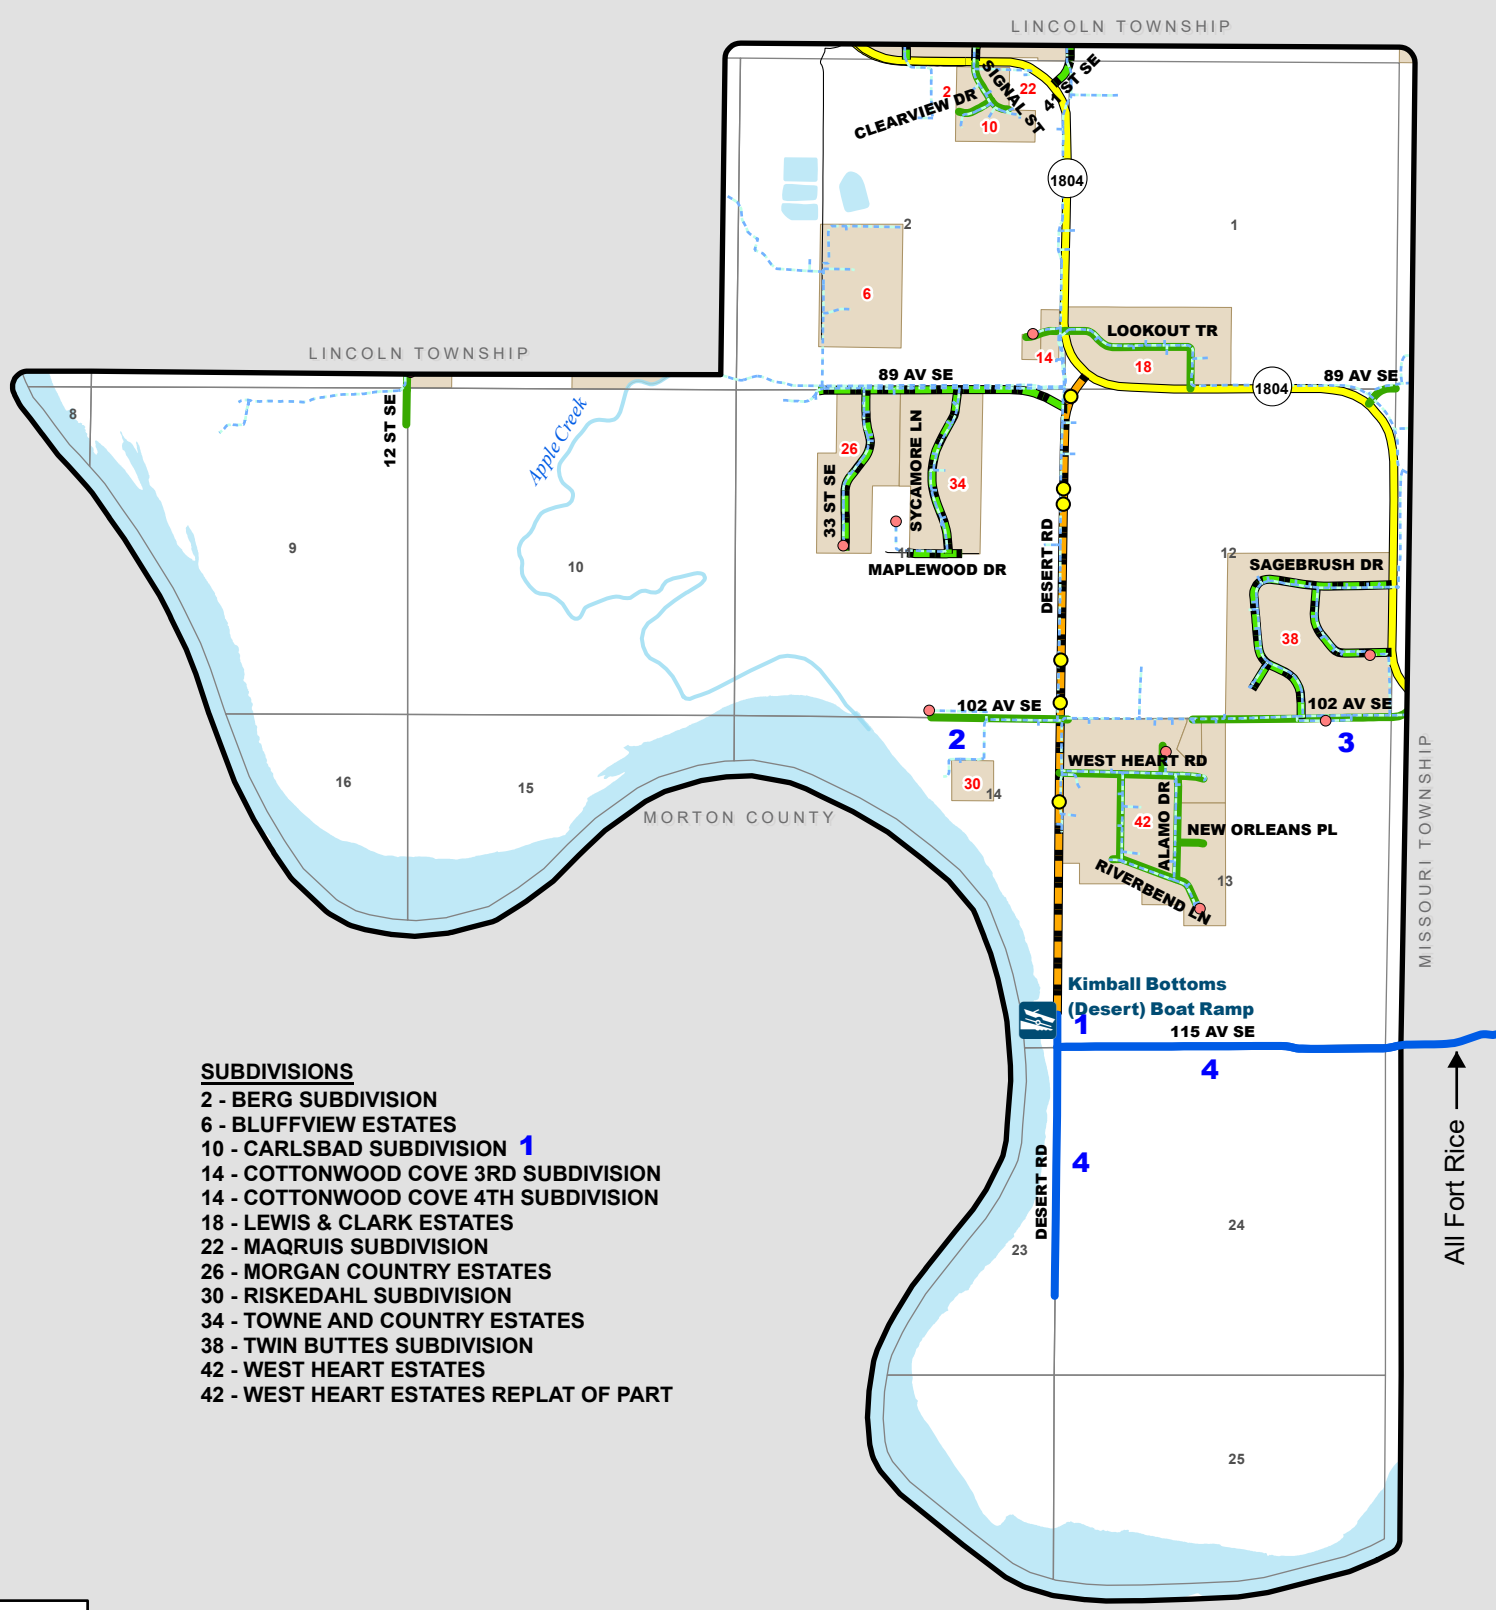 LINCOLN TOWNSHIP
41 ST SE
SIGNAL ST
2
22
CLEARVIEW DR
10
1804
2
1
6
LOOKOUT TR
LINCOLN TOWNSHIP
14
18
89 AV SE
89 AV SE
1804
8
12 ST SE
Apple Creek
26
SYCAMORE LN
34
33 ST SE
9
10
11
MAPLEWOOD DR
DESERT RD
12
SAGEBRUSH DR
38
102 AV SE
102 AV SE
2
3
WEST HEART RD
16
15
30
14
MORTON COUNTY
42
ALAMO DR
NEW ORLEANS PL
MISSOURI TOWNSHIP
RIVERBEND LN
13
Kimball Bottoms
(Desert) Boat Ramp
1
115 AV SE
4
SUBDIVISIONS
2 - BERG SUBDIVISION
6 - BLUFFVIEW ESTATES
10 - CARLSBAD SUBDIVISION 1
14 - COTTONWOOD COVE 3RD SUBDIVISION
14 - COTTONWOOD COVE 4TH SUBDIVISION
18 - LEWIS & CLARK ESTATES
22 - MAQRUIS SUBDIVISION
26 - MORGAN COUNTRY ESTATES
30 - RISKEDAHL SUBDIVISION
34 - TOWNE AND COUNTRY ESTATES
38 - TWIN BUTTES SUBDIVISION
42 - WEST HEART ESTATES
42 - WEST HEART ESTATES REPLAT OF PART
DESERT RD
4
All Fort Rice
23
24
25